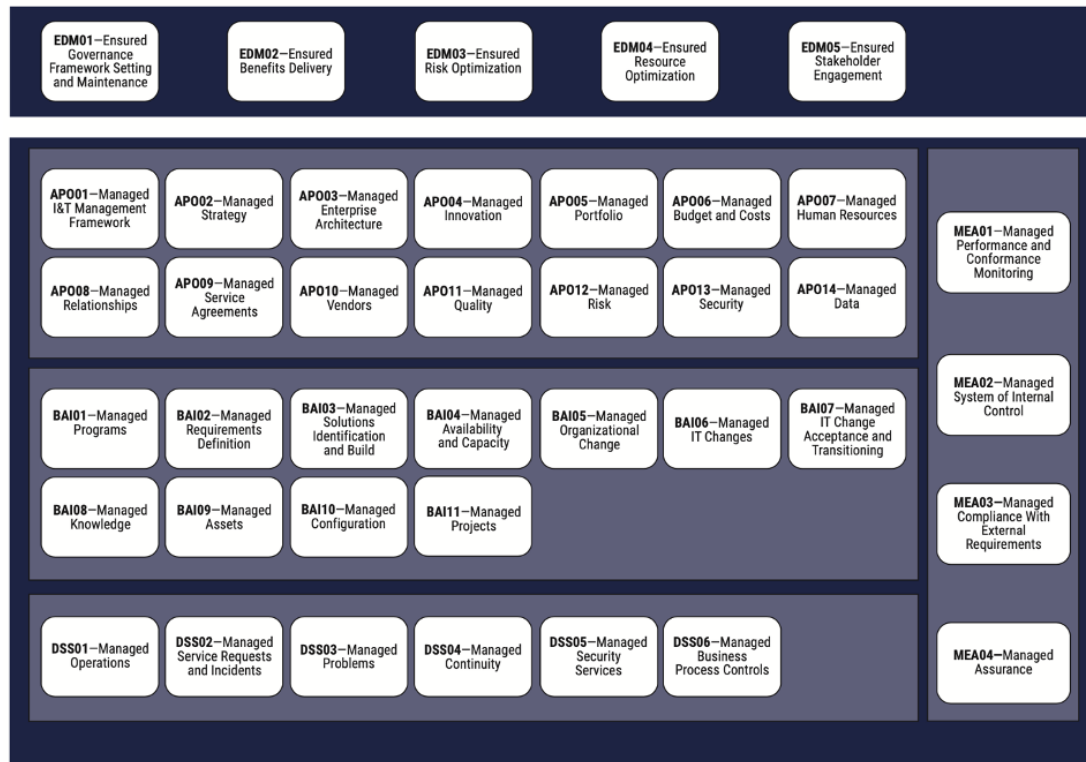 EDM01—Ensured
Governance
Framework Setting
and Maintenance
EDM02—Ensured
Benefits Delivery
EDM03—Ensured
Risk Optimization
EDM04—Ensured
Resource
Optimization
EDM05—Ensured
Stakeholder
Engagement
APO01—Managed
I&T Management
Framework
APO02—Managed
Strategy
APO03—Managed
Enterprise
Architecture
APO04—Managed
Innovation
APO05—Managed
Portfolio
APO06—Managed
Budget and Costs
APO07—Managed
Human Resources
APO08—Managed
Relationships
APO09—Managed
Service
Agreements
APO10—Managed
Vendors
APO11—Managed
Quality
APO12—Managed
Risk
APO13—Managed
Security
APO14—Managed
Data
BAI01—Managed
Programs
BAI02—Managed
Requirements
Definition
BAI03—Managed
Solutions
Identification
and Build
BAI04—Managed
Availability
and Capacity
BAI05—Managed
Organizational
Change
BAI06—Managed
IT Changes
BAI07—Managed
IT Change
Acceptance and
Transitioning
BAI08—Managed
Knowledge
BAI09—Managed
Assets
BAI10—Managed
Configuration
BAI11—Managed
Projects
DSS01—Managed
Operations
DSS02—Managed
Service Requests
and Incidents
DSS03—Managed
Problems
DSS04—Managed
Continuity
DSS05—Managed
Security
Services
DSS06—Managed
Business
Process Controls
MEA01—Managed
Performance and
Conformance
Monitoring
MEA02—Managed
System of Internal
Control
MEA03—Managed
Compliance With
External
Requirements
MEA04—Managed
Assurance